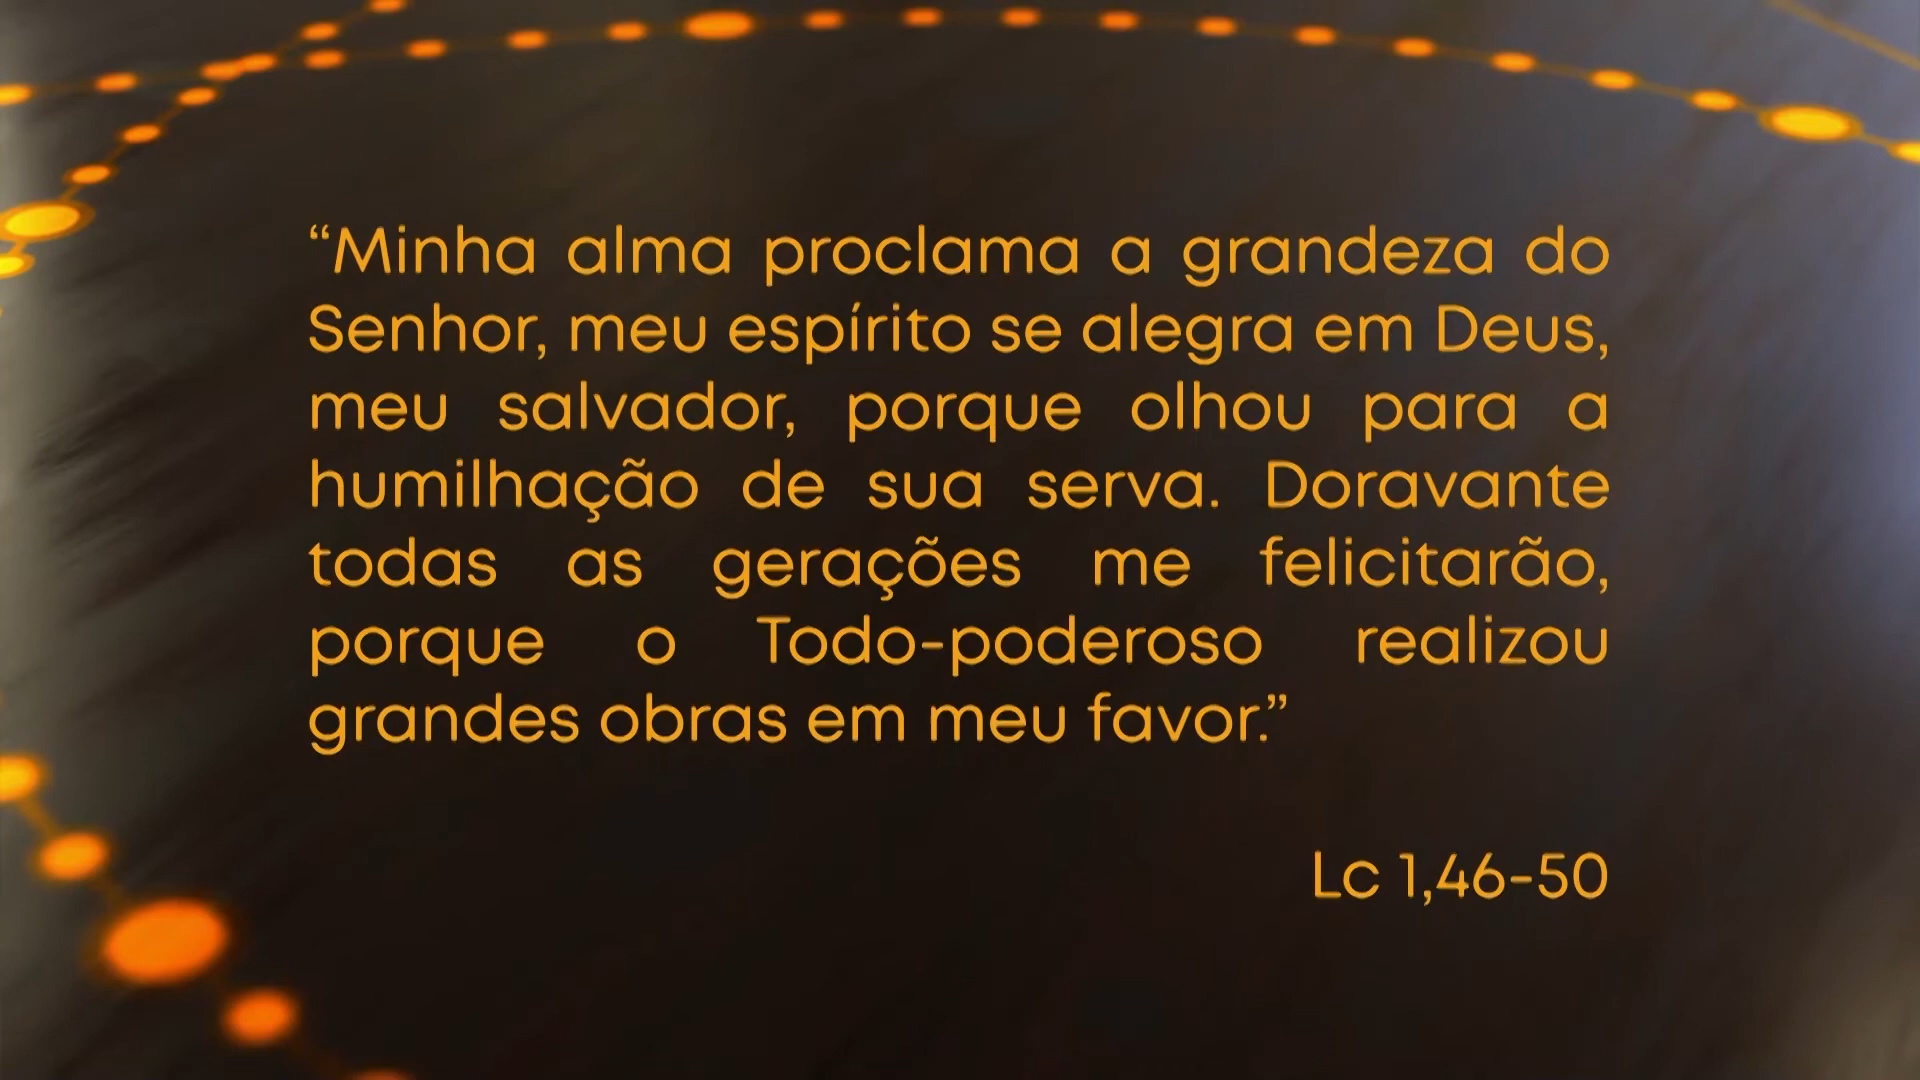 “Minha alma proclama a grandeza do
Senhor, meu espírito se alegra em Deus,
meu salvador, porque olhou para a
humilhação de sua serva. Doravante
todas as gerações me felicitarão,
porque o Todo-poderoso realizou
grandes obras em meu favor.”
Lc 1,46-50